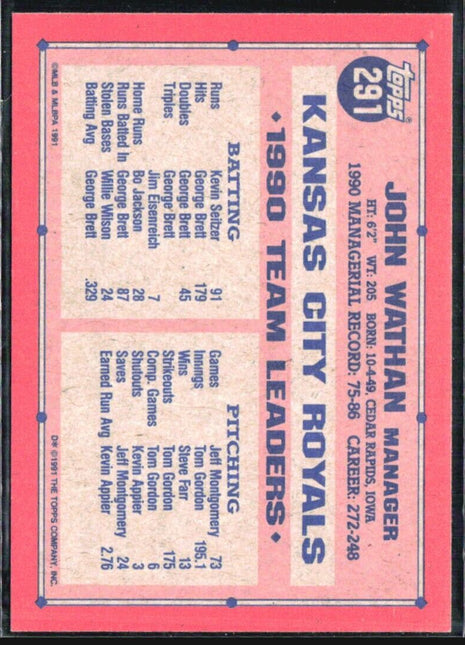 topps®
291
JOHN WATHAN MANAGER
HT: 6'2" WT: 205 BORN: 10-4-49, CEDAR RAPIDS, IOWA
1990 MANAGERIAL RECORD: 75-86 CAREER: 272-248
KANSAS CITY ROYALS
♦ 1990 TEAM LEADERS ♦
BATTING
Runs Kevin Seitzer 91
Hits George Brett 179
Doubles George Brett 45
Triples Jim Eisenreich 7
Home Runs Bo Jackson 28
Runs Batted In George Brett 87
Stolen Bases Willie Wilson 24
Batting Avg George Brett .329
PITCHING
Games Jeff Montgomery 73
Innings Tom Gordon 195.1
Wins Steve Farr 13
Strikeouts Tom Gordon 175
Comp. Games Tom Gordon 6
Shutouts Kevin Appier 3
Saves Jeff Montgomery 24
Earned Run Avg Kevin Appier 2.76
©MLB & MLBPA 1991
D* ©1991 THE TOPPS COMPANY, INC.